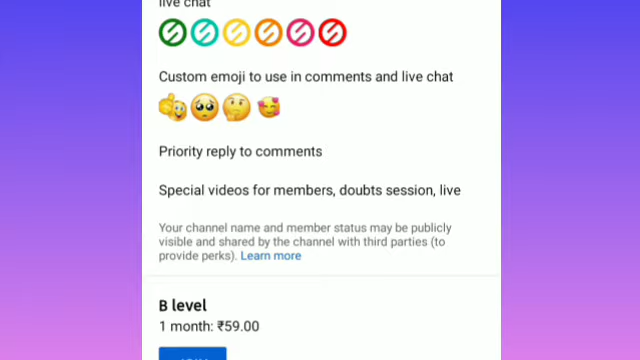 live chat
Custom emoji to use in comments and live chat
Priority reply to comments
Special videos for members, doubts session, live
Your channel name and member status may be publicly
visible and shared by the channel with third parties (to
provide perks). Learn more
B level
1 month: ₹59.00